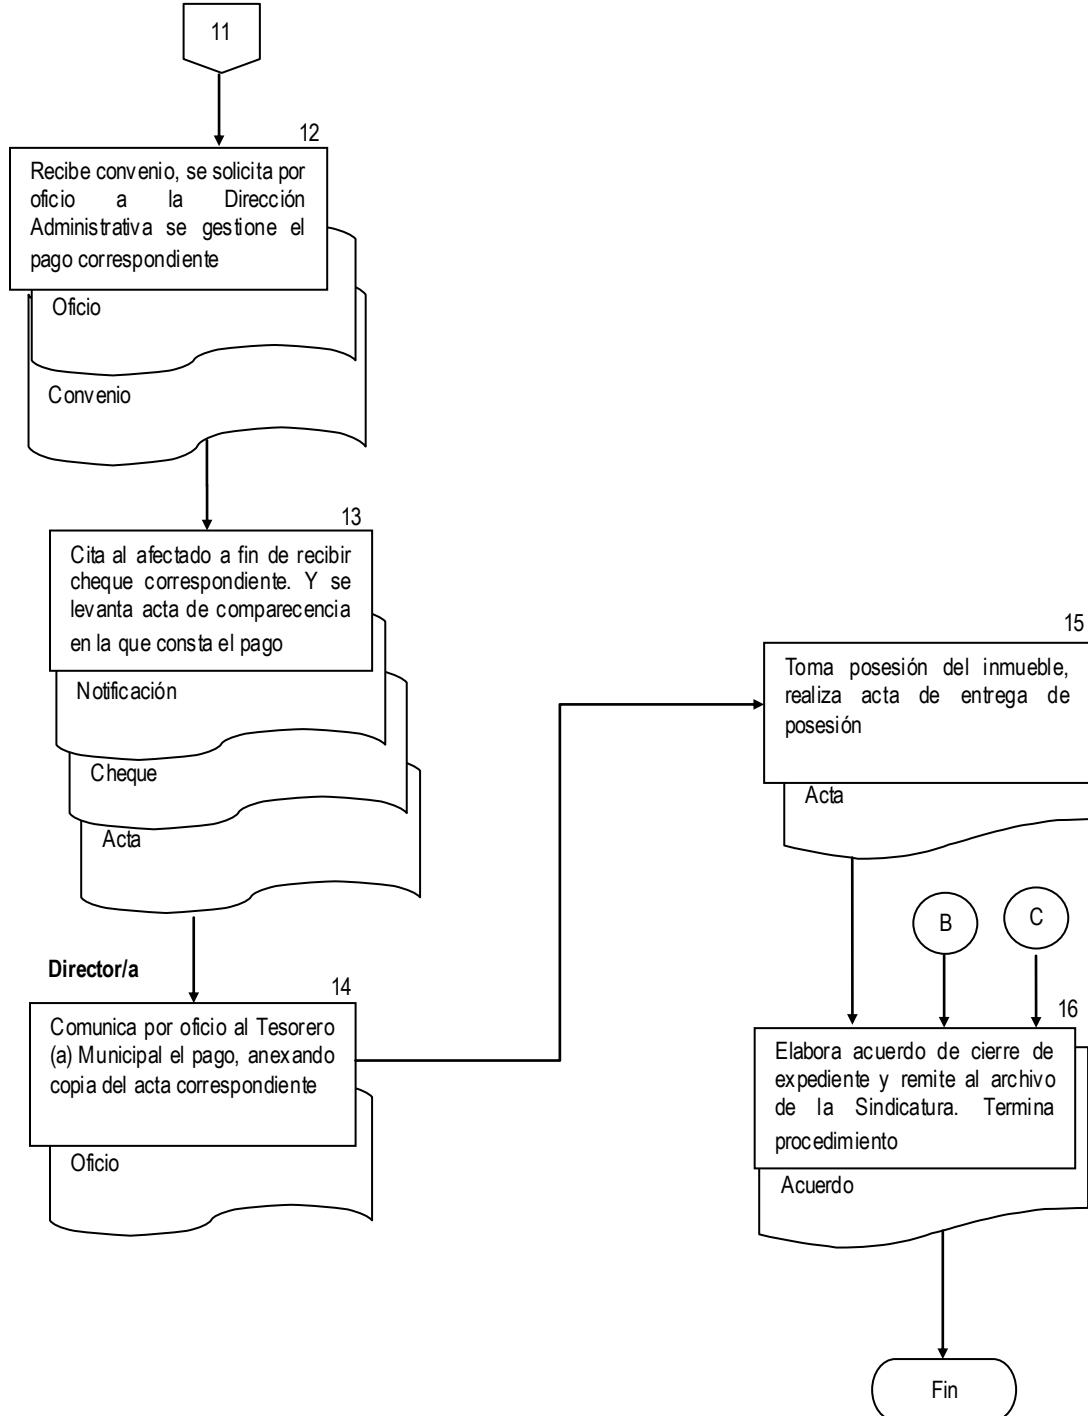 11
12
Recibe convenio, se solicita por
oficio a la Dirección
Administrativa se gestione el
pago correspondiente
Oficio
Convenio
13
Cita al afectado a fin de recibir
cheque correspondiente. Y se
levanta acta de comparecencia
en la que consta el pago
Notificación
Cheque
Acta
Director/a
14
Comunica por oficio al Tesorero
(a) Municipal el pago, anexando
copia del acta correspondiente
Oficio
15
Toma posesión del inmueble,
realiza acta de entrega de
posesión
Acta
B
C
16
Elabora acuerdo de cierre de
expediente y remite al archivo
de la Sindicatura. Termina
procedimiento
Acuerdo
Fin